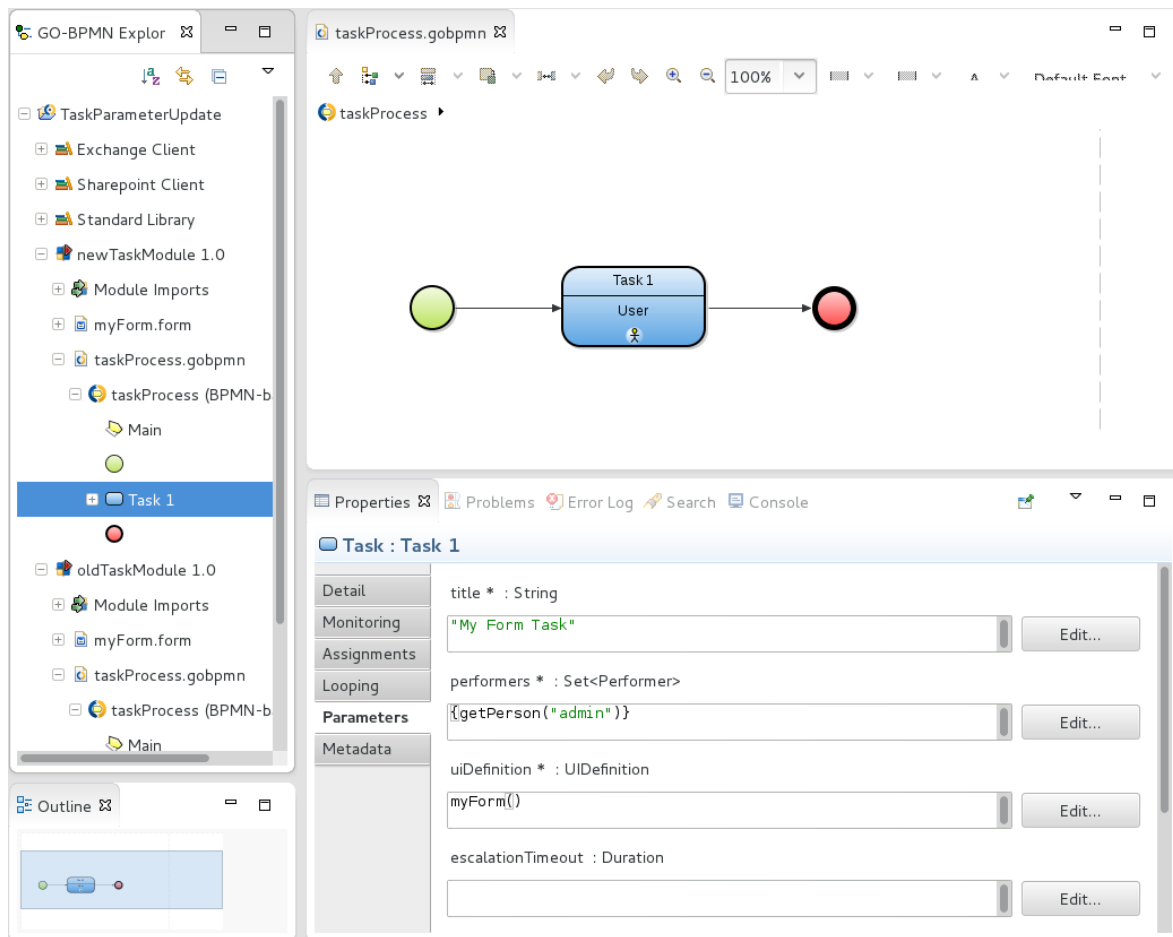 GO-BPMN Explor
TaskParameterUpdate
Exchange Client
Sharepoint Client
Standard Library
newTaskModule 1.0
Module Imports
myForm.form
taskProcess.gobpmn
taskProcess (BPMN-b
Main
Task 1
oldTaskModule 1.0
Module Imports
myForm.form
taskProcess.gobpmn
taskProcess (BPMN-b
Main
Outline
taskProcess.gobpmn
100%
A
Default Font
taskProcess
Task 1
User
Properties Problems Error Log Search Console
Task : Task 1
Detail
Monitoring
Assignments
Looping
Parameters
Metadata
title * : String
"My Form Task"
Edit...
performers * : Set<Performer>
{getPerson("admin")}
Edit...
uiDefinition * : UIDefinition
myForm()
Edit...
escalationTimeout : Duration
Edit...